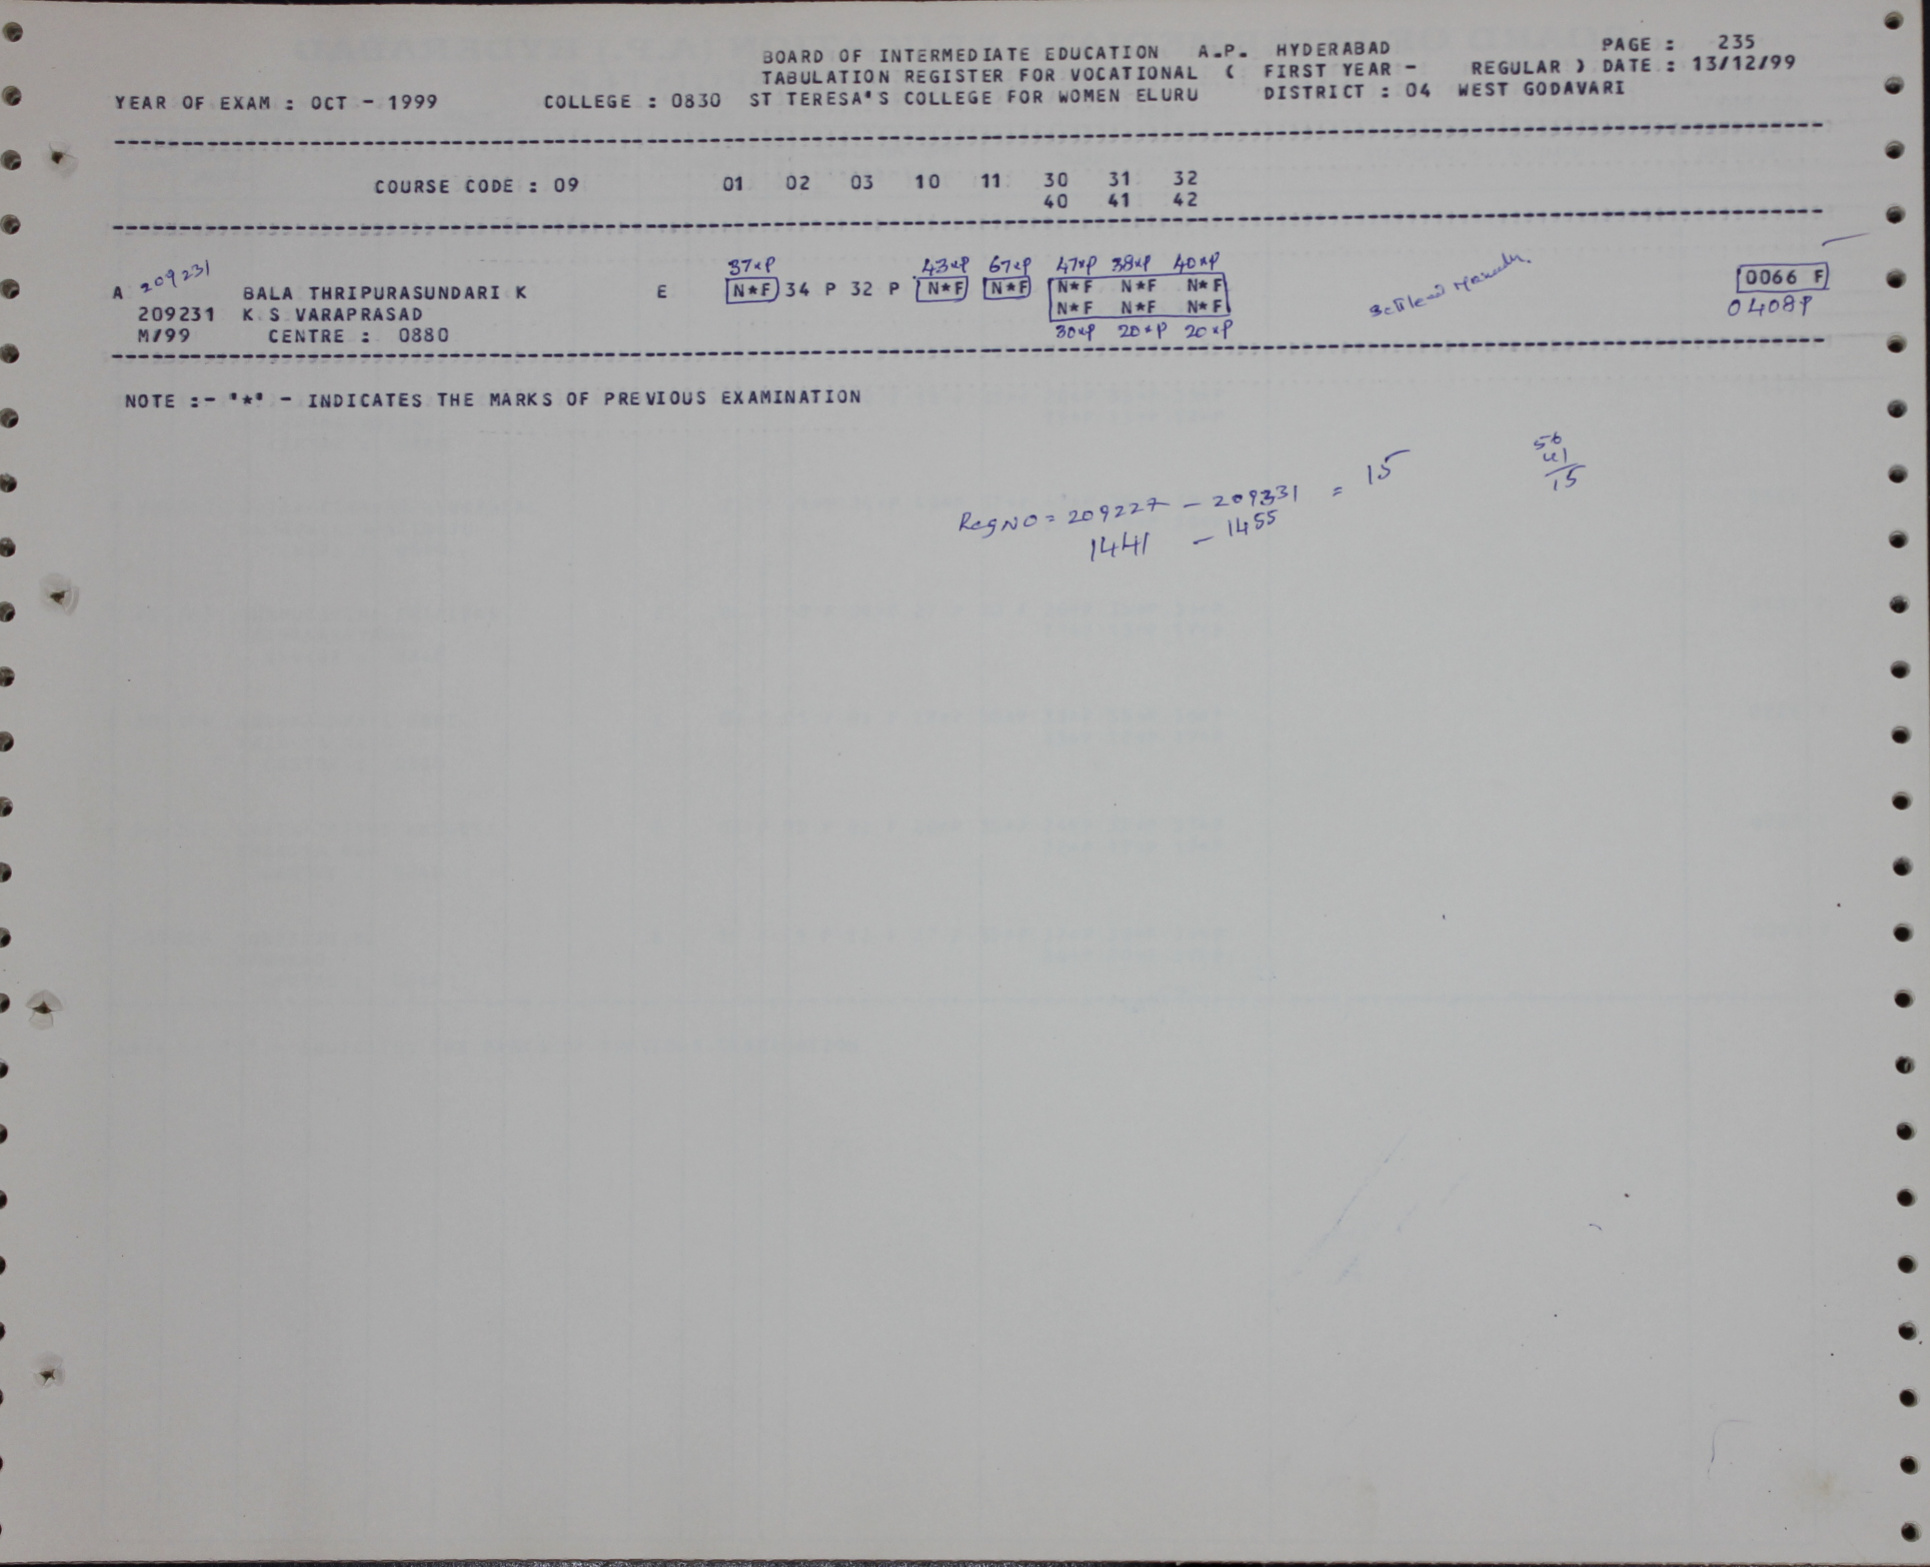 BOARD OF INTERMEDIATE EDUCATION A.P. HYDERABAD PAGE : 235
TABULATION REGISTER FOR VOCATIONAL ( FIRST YEAR - REGULAR ) DATE : 13/12/99
YEAR OF EXAM : OCT - 1999 COLLEGE : 0830 ST TERESA'S COLLEGE FOR WOMEN ELURU DISTRICT : 04 WEST GODAVARI
COURSE CODE : 09 01 02 03 10 11 30 31 32
40 41 42
209231 37*P 43*P 67*P 47*P 38*P 40*P
A BALA THRIPURASUNDARI K E N*F 34 P 32 P N*F N*F N*F N*F N*F 0066 F
209231 K S VARAPRASAD N*F N*F N*F 0408P
M/99 CENTRE : 0880 30*P 20*P 20*P
NOTE :- '*' - INDICATES THE MARKS OF PREVIOUS EXAMINATION
56
41
15
RegNO = 209227 - 209331 = 15
1441 - 1455